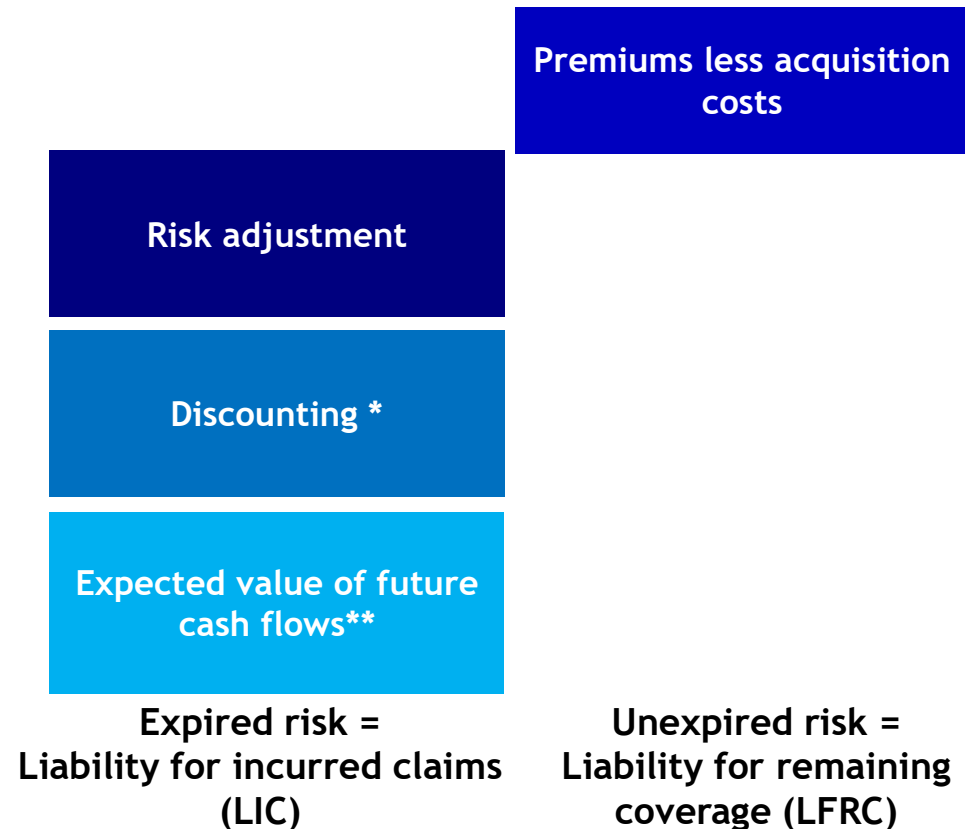 Premiums less acquisition
costs
Risk adjustment
Discounting *
Expected value of future
cash flows**
Expired risk =
Liability for incurred claims
(LIC)
Unexpired risk =
Liability for remaining
coverage (LFRC)